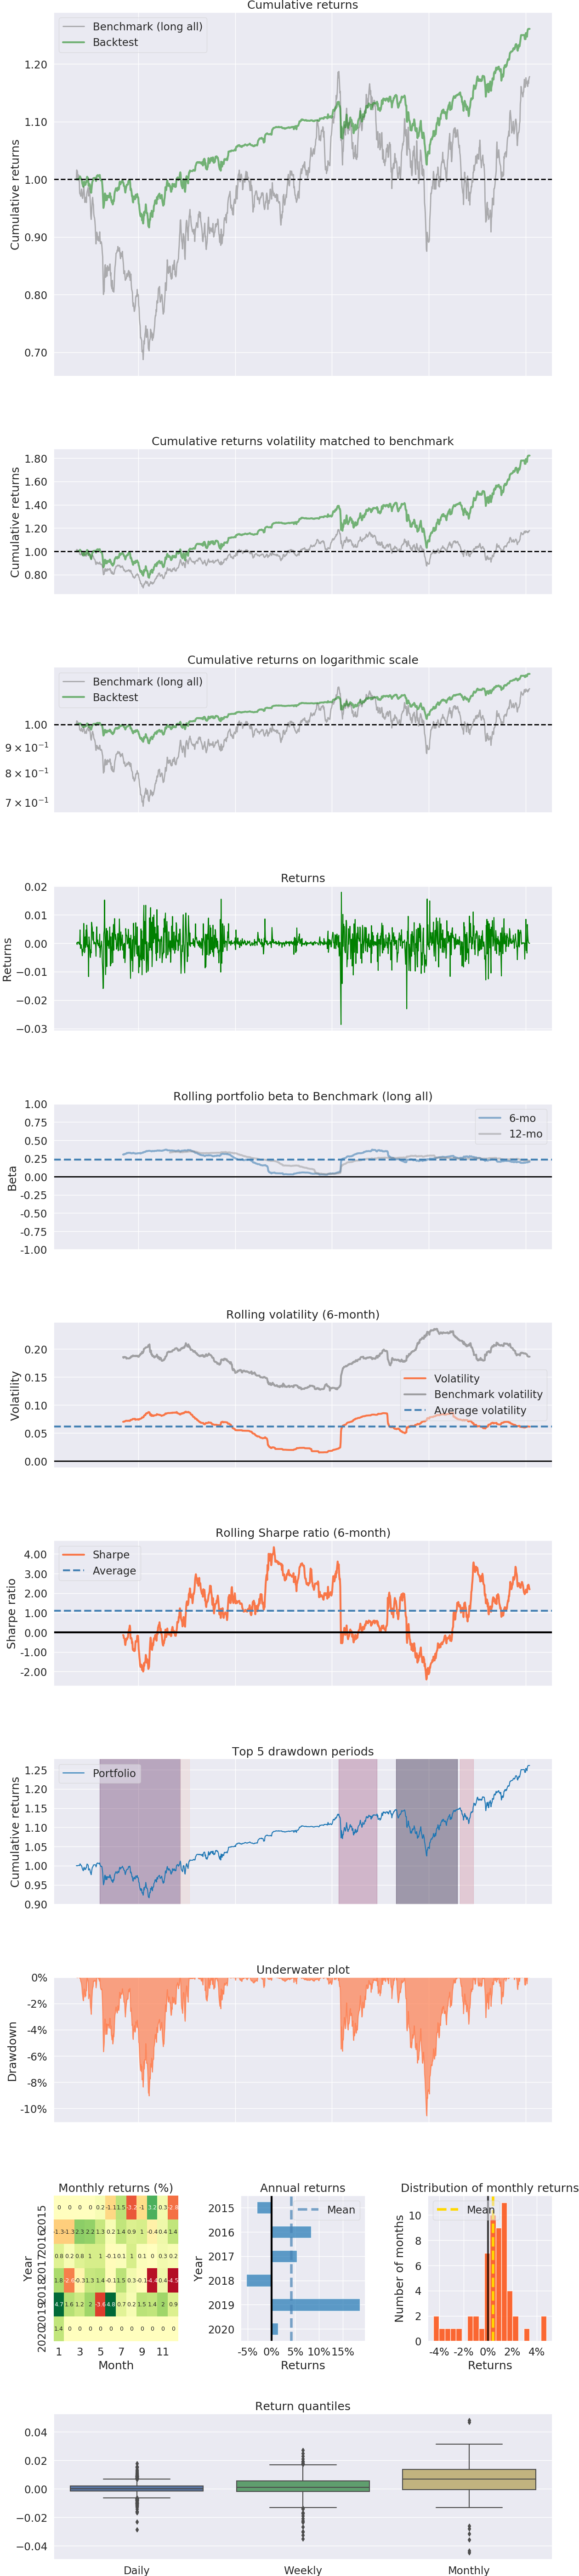 Cumulative returns
Benchmark (long all)
Backtest
Cumulative returns
1.20
1.10
1.00
0.90
0.80
0.70
Cumulative returns volatility matched to benchmark
Cumulative returns
1.80
1.60
1.40
1.20
1.00
0.80
Cumulative returns on logarithmic scale
Benchmark (long all)
Backtest
1.00
9 × 10⁻¹
8 × 10⁻¹
7 × 10⁻¹
Returns
Returns
0.02
0.01
0.00
−0.01
−0.02
−0.03
Rolling portfolio beta to Benchmark (long all)
6-mo
12-mo
Beta
1.00
0.75
0.50
0.25
0.00
-0.25
-0.50
-0.75
-1.00
Rolling volatility (6-month)
Volatility
0.20
0.15
0.10
0.05
0.00
Volatility
Benchmark volatility
Average volatility
Rolling Sharpe ratio (6-month)
Sharpe
Average
Sharpe ratio
4.00
3.00
2.00
1.00
0.00
-1.00
-2.00
Top 5 drawdown periods
Portfolio
Cumulative returns
1.25
1.20
1.15
1.10
1.05
1.00
0.95
0.90
Underwater plot
Drawdown
0%
-2%
-4%
-6%
-8%
-10%
Monthly returns (%)
Year
2015
2016
2017
2018
2019
2020
1 3 5 7 9 11
Month
Annual returns
Mean
Year
2015
2016
2017
2018
2019
2020
-5% 0% 5% 10% 15%
Returns
Distribution of monthly returns
Mean
Number of months
10
8
6
4
2
0
-4% -2% 0% 2% 4%
Returns
Return quantiles
0.04
0.02
0.00
−0.02
−0.04
Daily Weekly Monthly